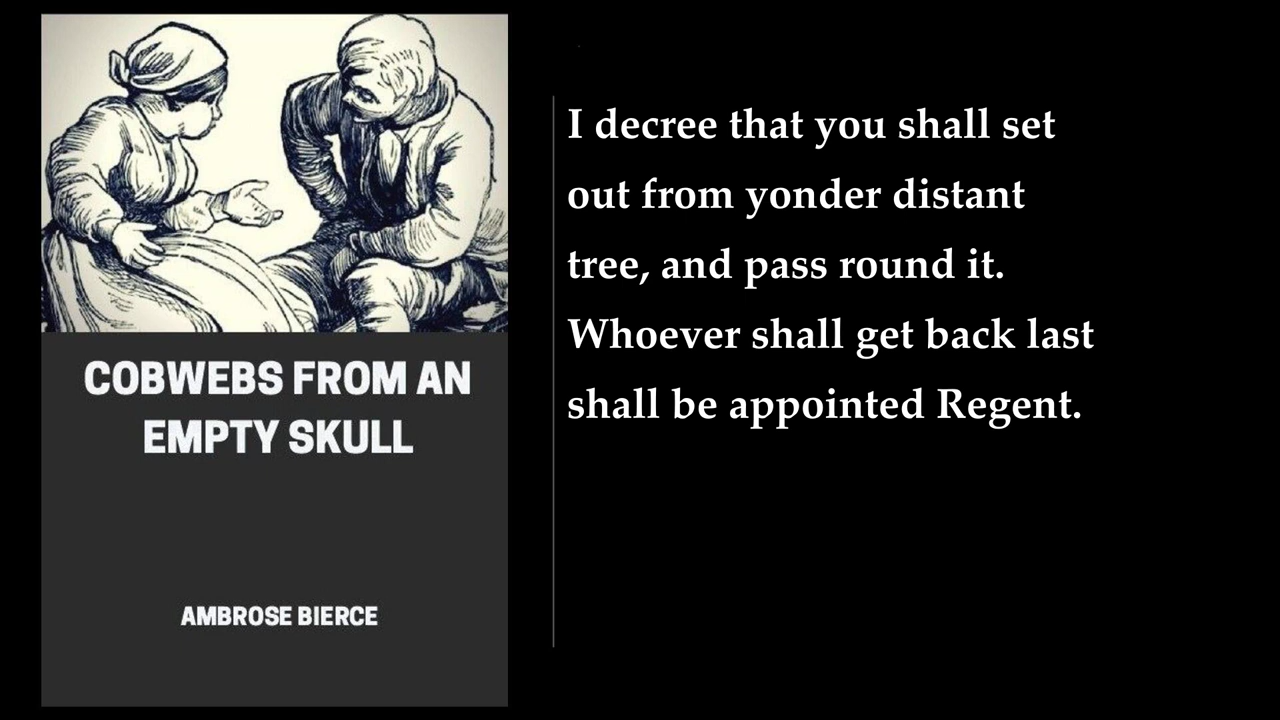 COBWEBS FROM AN
EMPTY SKULL
AMBROSE BIERCE
I decree that you shall set
out from yonder distant
tree, and pass round it.
Whoever shall get back last
shall be appointed Regent.